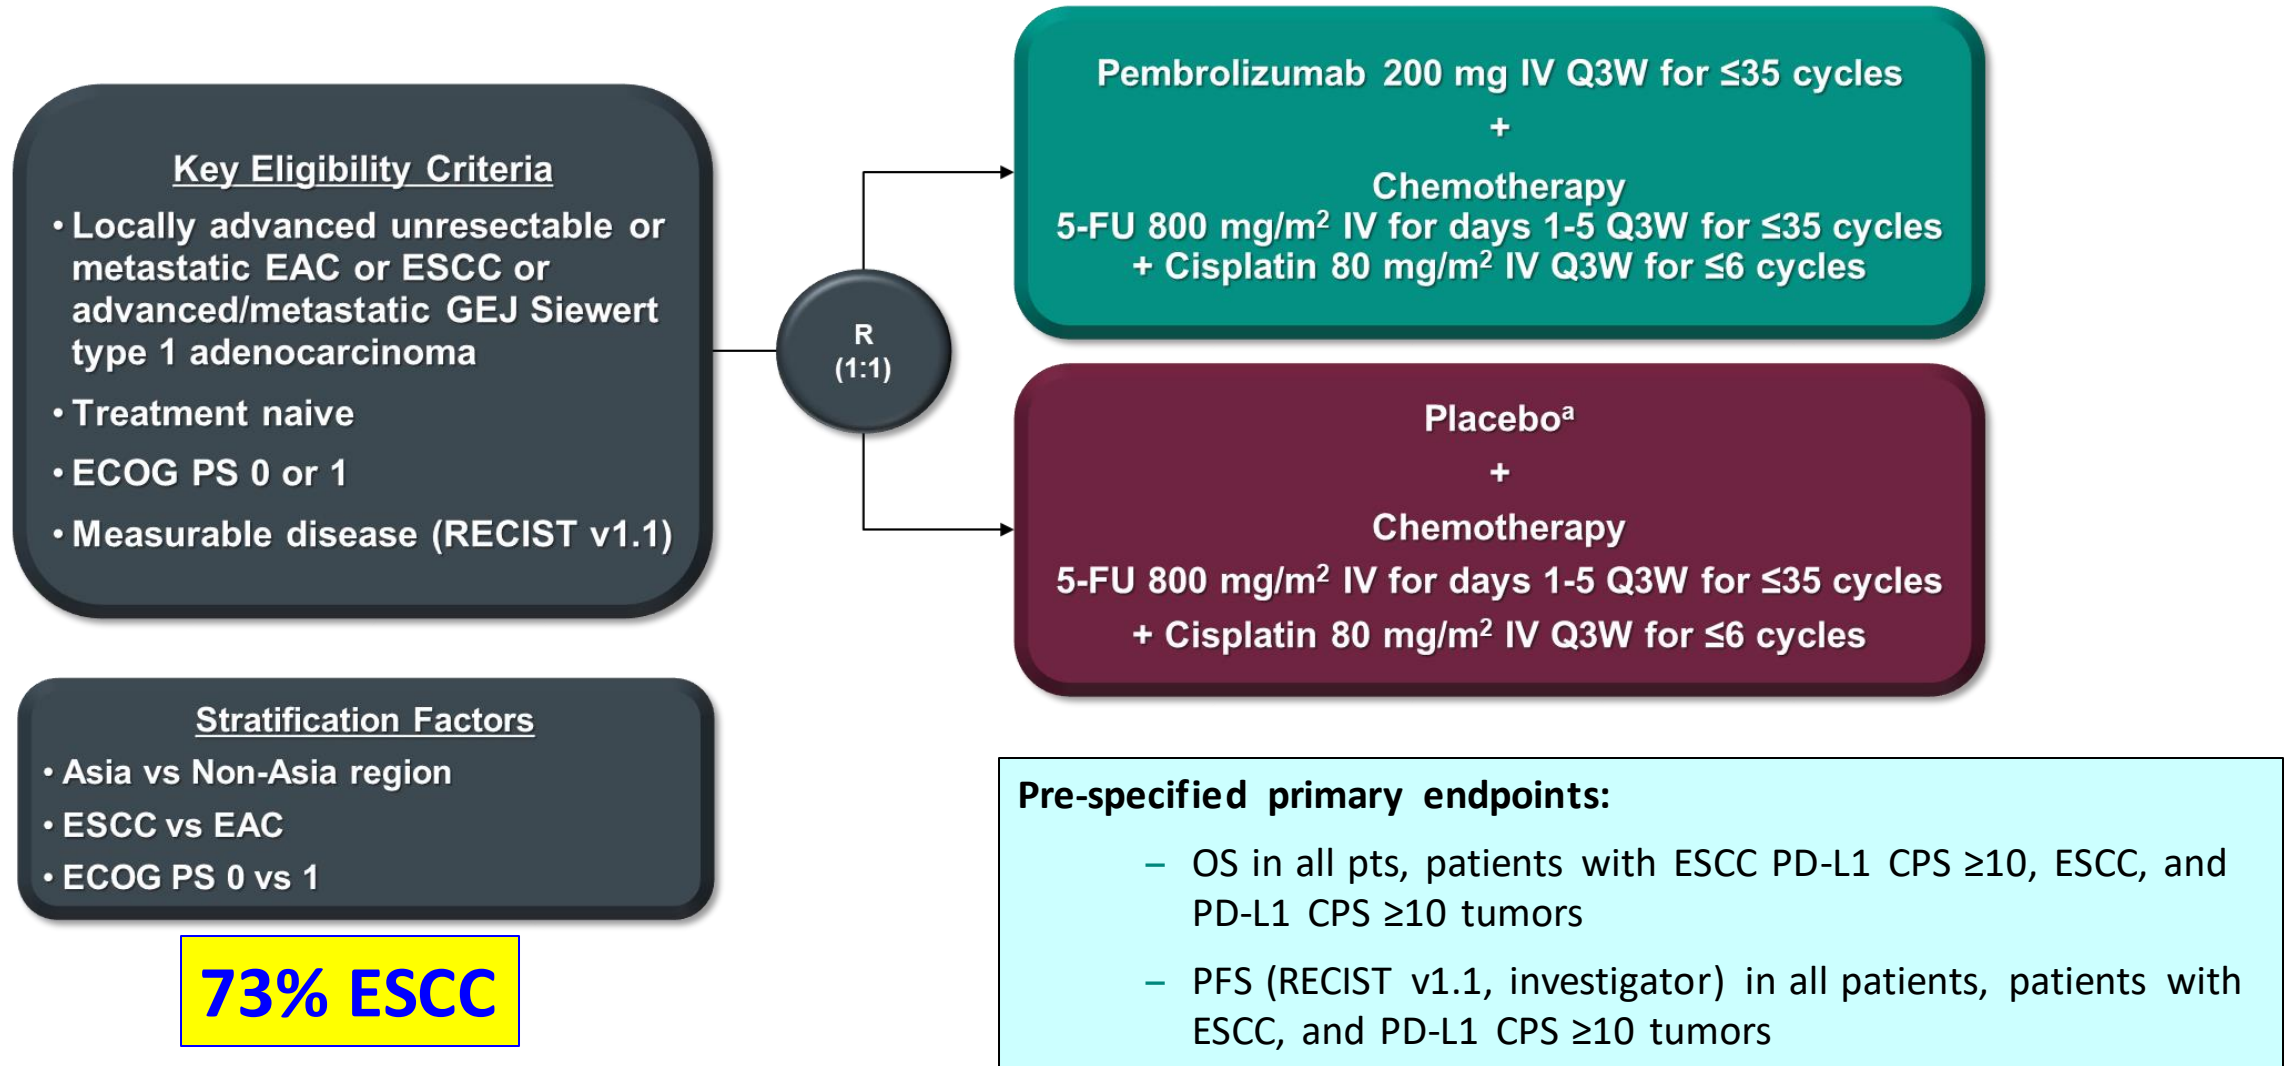 Key Eligibility Criteria
• Locally advanced unresectable or
metastatic EAC or ESCC or
advanced/metastatic GEJ Siewert
type 1 adenocarcinoma
• Treatment naive
• ECOG PS 0 or 1
• Measurable disease (RECIST v1.1)
Stratification Factors
• Asia vs Non-Asia region
• ESCC vs EAC
• ECOG PS 0 vs 1
73% ESCC
R
(1:1)
Pembrolizumab 200 mg IV Q3W for ≤35 cycles
+
Chemotherapy
5-FU 800 mg/m² IV for days 1-5 Q3W for ≤35 cycles
+ Cisplatin 80 mg/m² IV Q3W for ≤6 cycles
Placeboᵃ
+
Chemotherapy
5-FU 800 mg/m² IV for days 1-5 Q3W for ≤35 cycles
+ Cisplatin 80 mg/m² IV Q3W for ≤6 cycles
Pre-specified primary endpoints:
– OS in all pts, patients with ESCC PD-L1 CPS ≥10, ESCC, and
PD-L1 CPS ≥10 tumors
– PFS (RECIST v1.1, investigator) in all patients, patients with
ESCC, and PD-L1 CPS ≥10 tumors